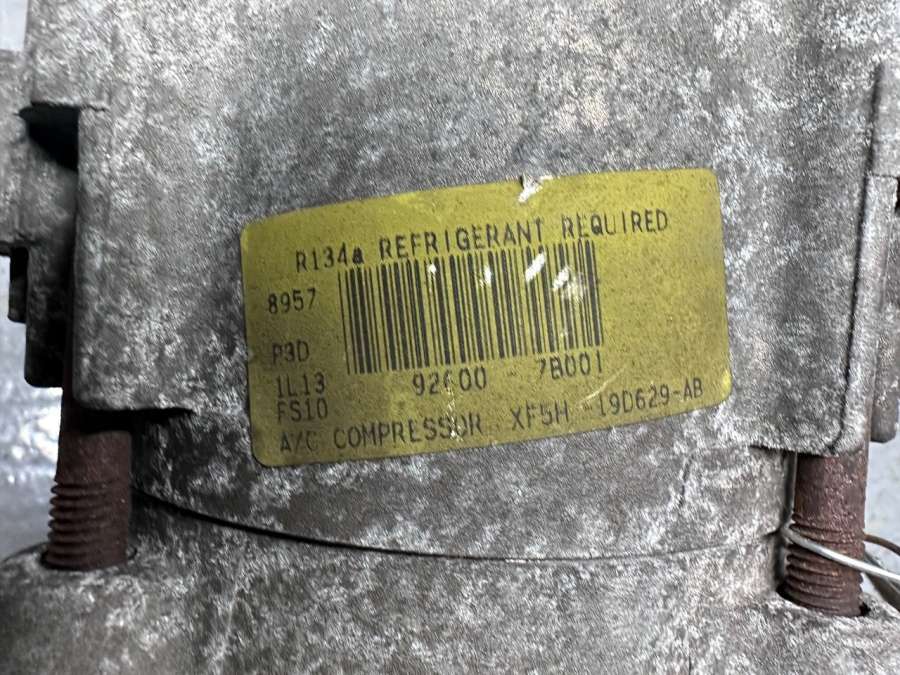 R134a REFRIGERANT REQUIRED
8957
P3D
1L13
92600 7B001
FS10
A/C COMPRESSOR XF5H -19D629-AB